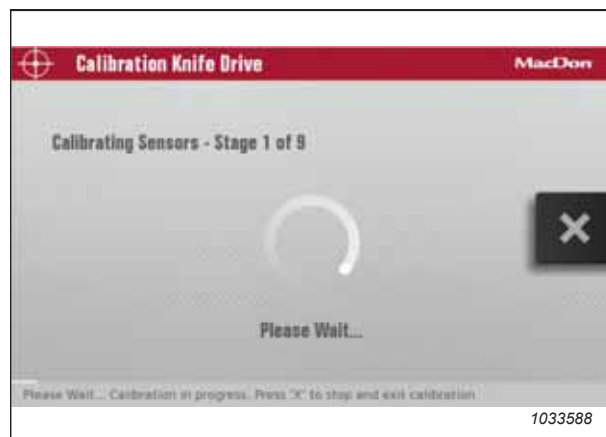 Calibration Knife Drive MacDon
Calibrating Sensors - Stage 1 of 9
Please Wait...
Please Wait... Calibration in progress. Press "X" to stop and exit calibration
1033588